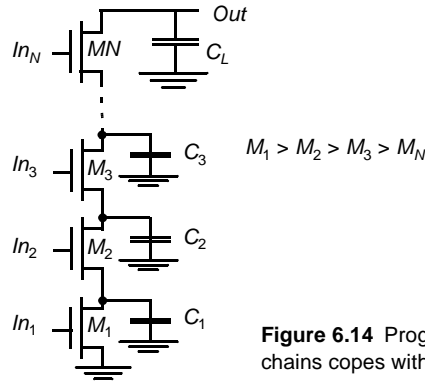 Out
In_N MN C_L
In_3 M_3 C_3 M_1 > M_2 > M_3 > M_N
In_2 M_2 C_2
In_1 M_1 C_1
Figure 6.14 Prog
chains copes with